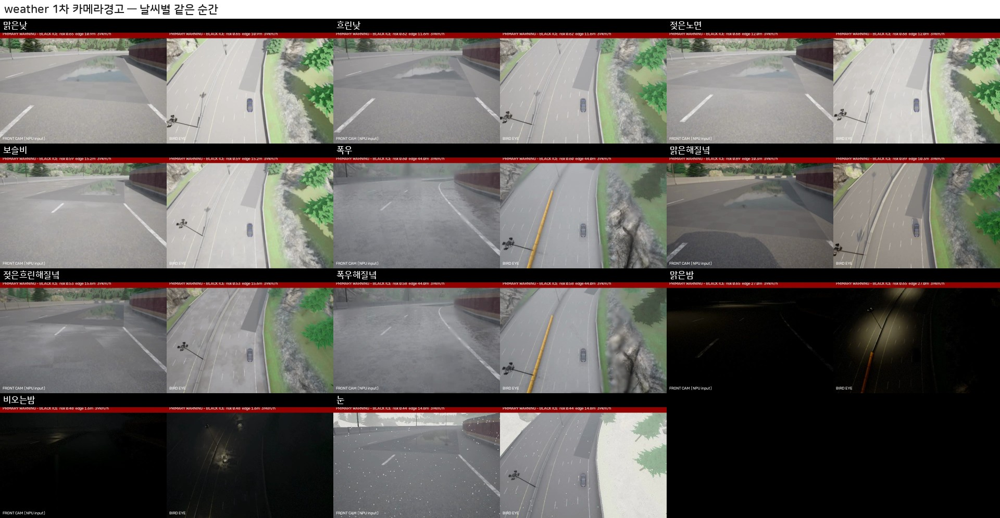 weather 1차 카메라경고 — 날씨별 같은 순간
맑은낮
흐린낮
젖은노면
PRIMARY WARNING - BLACK ICE risk 0.65 edge 10.9m 39km/h
PRIMARY WARNING - BLACK ICE risk 0.65 edge 10.9m 39km/h
PRIMARY WARNING - BLACK ICE risk 0.62 edge 11.6m 39km/h
PRIMARY WARNING - BLACK ICE risk 0.62 edge 11.6m 39km/h
PRIMARY WARNING - BLACK ICE risk 0.68 edge 12.0m 39km/h
PRIMARY WARNING - BLACK ICE risk 0.68 edge 12.0m 39km/h
FRONT CAM (NPU input)
BIRD EYE
FRONT CAM (NPU input)
BIRD EYE
FRONT CAM (NPU input)
BIRD EYE
보슬비
폭우
맑은해질녘
PRIMARY WARNING - BLACK ICE risk 0.59 edge 15.2m 39km/h
PRIMARY WARNING - BLACK ICE risk 0.59 edge 15.2m 39km/h
PRIMARY WARNING - BLACK ICE risk 0.60 edge 44.0m 39km/h
PRIMARY WARNING - BLACK ICE risk 0.60 edge 44.0m 39km/h
PRIMARY WARNING - BLACK ICE risk 0.89 edge 10.3m 39km/h
PRIMARY WARNING - BLACK ICE risk 0.89 edge 10.3m 39km/h
FRONT CAM (NPU input)
BIRD EYE
FRONT CAM (NPU input)
BIRD EYE
FRONT CAM (NPU input)
BIRD EYE
젖은흐린해질녘
폭우해질녘
맑은밤
PRIMARY WARNING - BLACK ICE risk 0.53 edge 15.6m 39km/h
PRIMARY WARNING - BLACK ICE risk 0.53 edge 15.6m 39km/h
PRIMARY WARNING - BLACK ICE risk 0.58 edge 44.0m 39km/h
PRIMARY WARNING - BLACK ICE risk 0.58 edge 44.0m 39km/h
PRIMARY WARNING - BLACK ICE risk 0.65 edge 27.0m 39km/h
PRIMARY WARNING - BLACK ICE risk 0.65 edge 27.0m 39km/h
FRONT CAM (NPU input)
BIRD EYE
FRONT CAM (NPU input)
BIRD EYE
FRONT CAM (NPU input)
BIRD EYE
비오는밤
눈
PRIMARY WARNING - BLACK ICE risk 0.48 edge 1.6m 39km/h
PRIMARY WARNING - BLACK ICE risk 0.48 edge 1.6m 39km/h
PRIMARY WARNING - BLACK ICE risk 0.44 edge 14.8m 39km/h
PRIMARY WARNING - BLACK ICE risk 0.44 edge 14.8m 39km/h
FRONT CAM (NPU input)
BIRD EYE
FRONT CAM (NPU input)
BIRD EYE